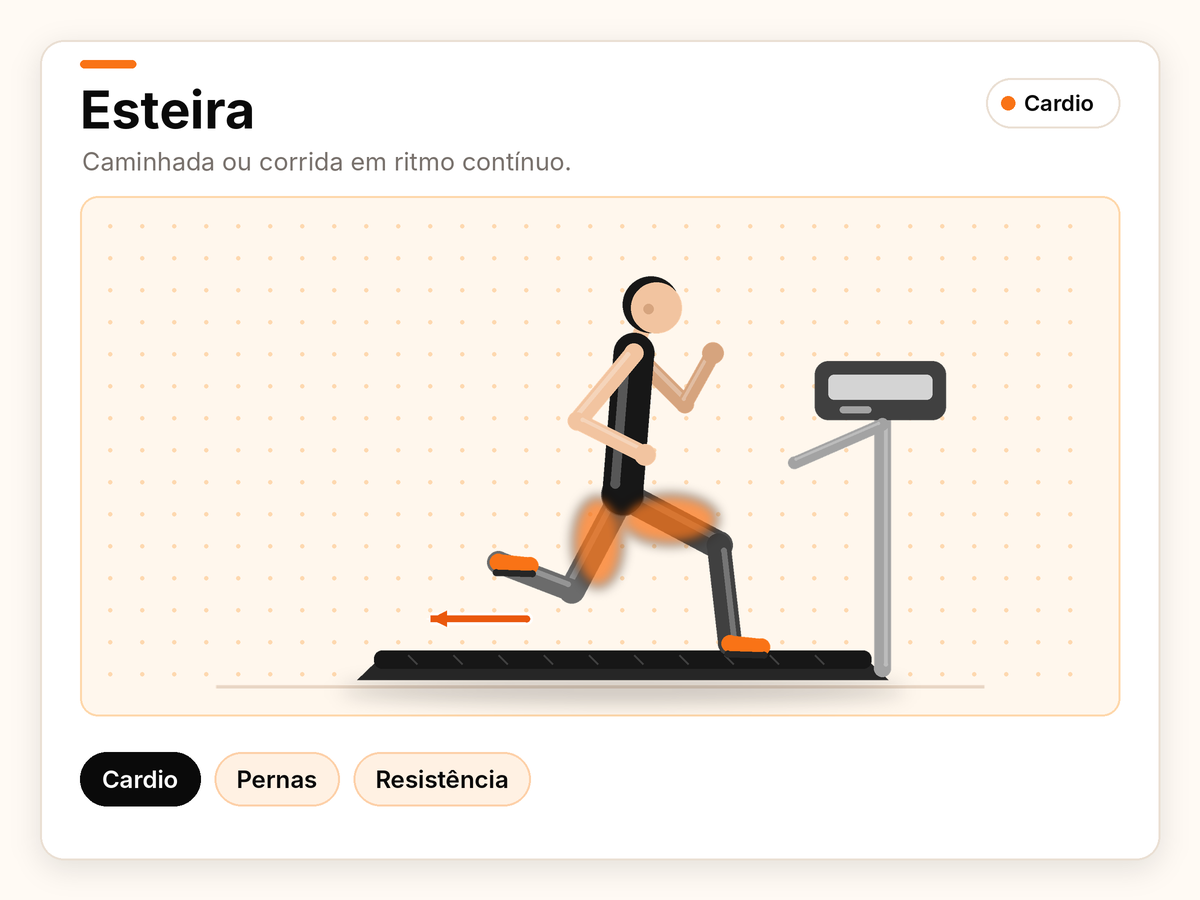 Esteira
Cardio
Caminhada ou corrida em ritmo contínuo.
Cardio
Pernas
Resistência